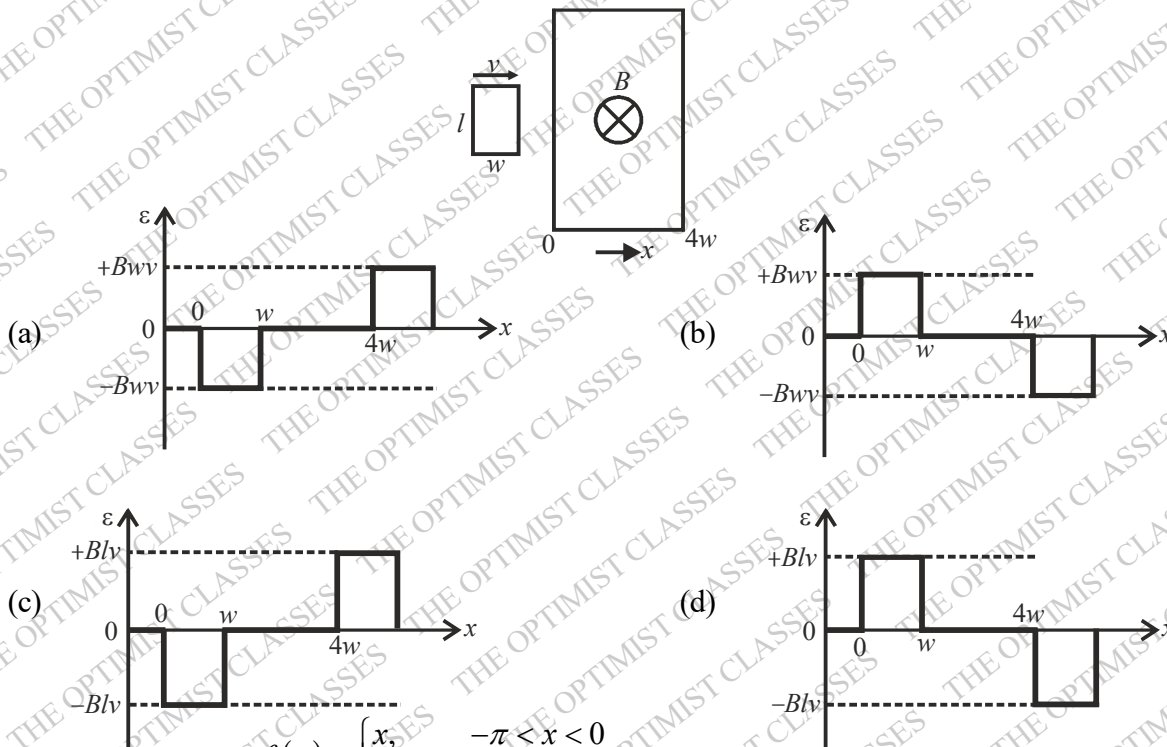 v
l
w
B
0
x
4w
(a)
ε
+Bwv
0
w
0
4w
x
−Bwv
(b)
ε
+Bwv
0
0
w
4w
x
−Bwv
(c)
ε
+Blv
0
w
0
4w
x
−Blv
(d)
ε
+Blv
0
0
w
4w
x
−Blv
x, −π < x < 0
THE OPTIMIST CLASSES